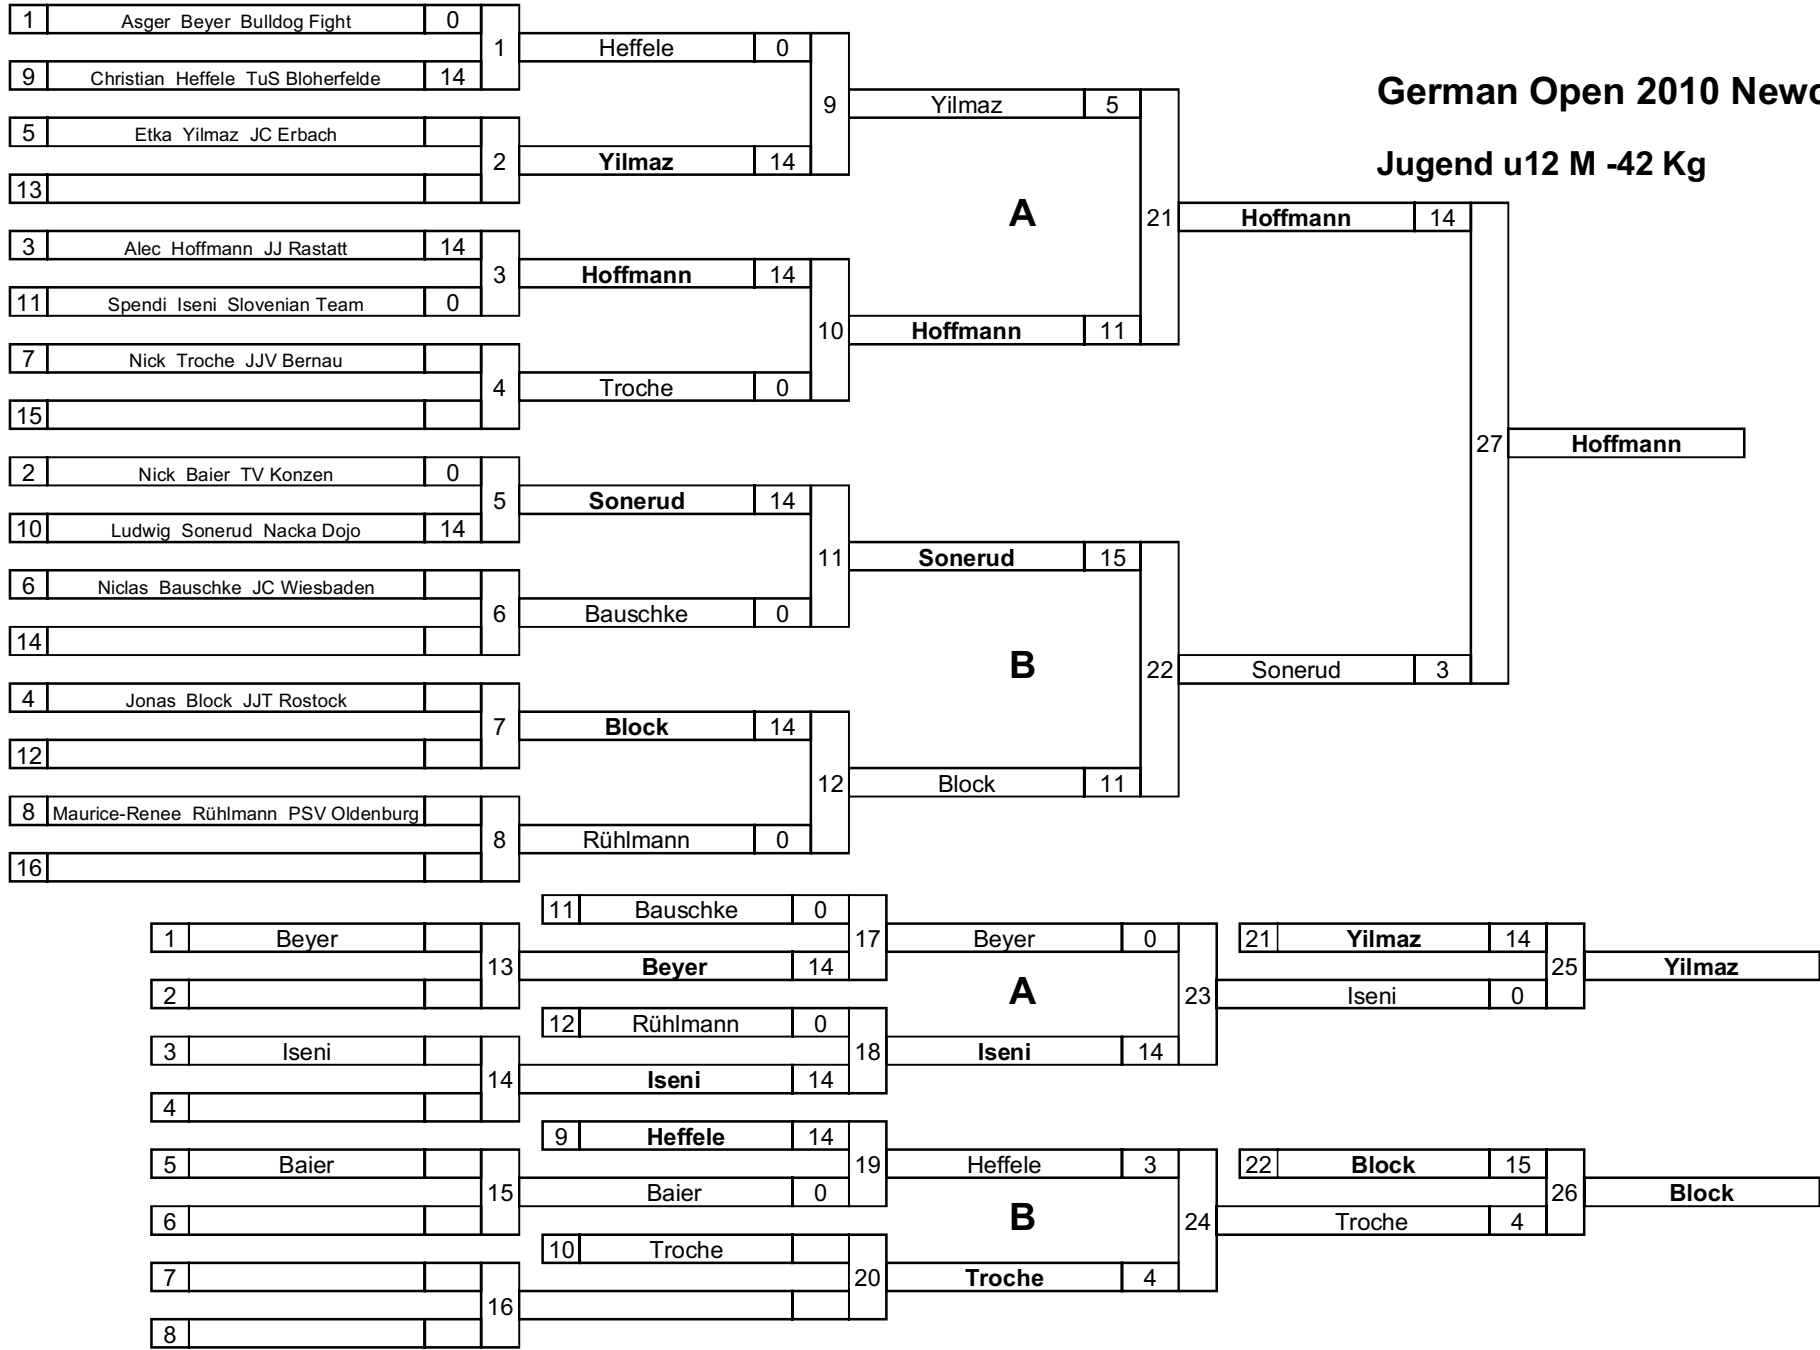 German Open 2010 Newc
Jugend u12 M -42 Kg
1 Asger Beyer Bulldog Fight 0
1
9 Christian Heffele TuS Bloherfelde 14
5 Etka Yilmaz JC Erbach
2
13
3 Alec Hoffmann JJ Rastatt 14
3
11 Spendi Iseni Slovenian Team 0
7 Nick Troche JJV Bernau
4
15
2 Nick Baier TV Konzen 0
5
10 Ludwig Sonerud Nacka Dojo 14
6 Niclas Bauschke JC Wiesbaden
6
14
4 Jonas Block JJT Rostock
7
12
8 Maurice-Renee Rühlmann PSV Oldenburg
8
16
Heffele 0
9
Yilmaz 14
Hoffmann 14
10
Troche 0
Sonerud 14
11
Bauschke 0
Block 14
12
Rühlmann 0
Yilmaz 5
A
21
Hoffmann 11
Sonerud 15
B
22
Block 11
Hoffmann 14
27
Sonerud 3
Hoffmann
1 Beyer
13
2
3 Iseni
14
4
5 Baier
15
6
7
16
8
11 Bauschke 0
17
Beyer 14
12 Rühlmann 0
18
Iseni 14
9 Heffele 14
19
Baier 0
10 Troche
20
Beyer 0
A
23
Iseni 14
Heffele 3
B
24
Troche 4
21 Yilmaz 14
25
Iseni 0
Yilmaz
22 Block 15
26
Troche 4
Block